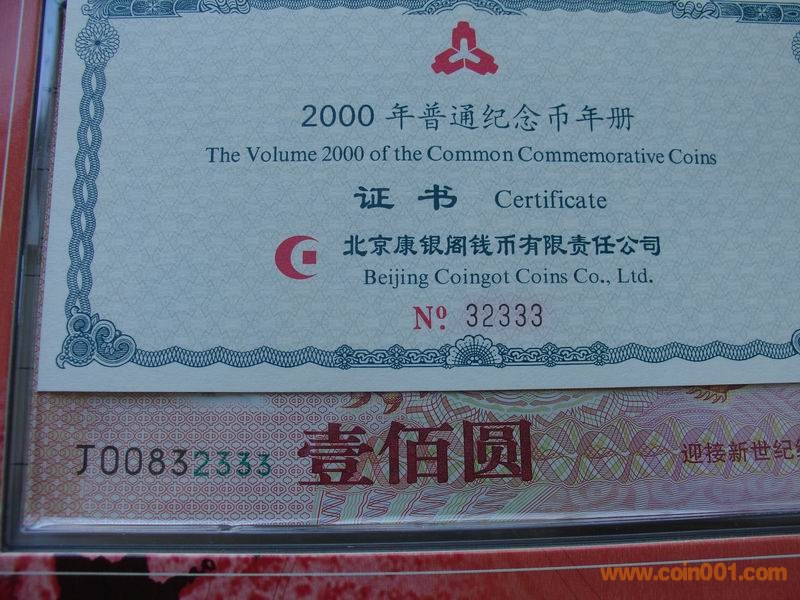 2000 年普通纪念币年册
The Volume 2000 of the Common Commemorative Coins
证书 Certificate
北京康银阁钱币有限责任公司
Beijing Coingot Coins Co., Ltd.
Nº. 32333
J00832333 壹佰圆 迎接新世纪
www.coin001.com